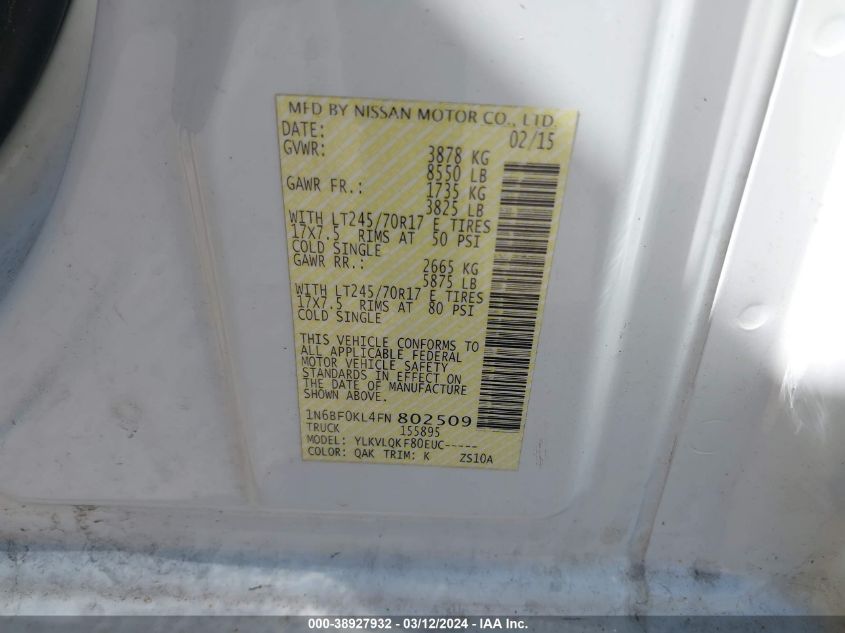 MFD BY NISSAN MOTOR CO., LTD.
DATE: 02/15
GVWR: 3878 KG
8550 LB
GAWR FR.: 1735 KG
3825 LB
WITH LT245/70R17 E TIRES
17X7.5 RIMS AT 50 PSI
COLD SINGLE
GAWR RR.: 2665 KG
5875 LB
WITH LT245/70R17 E TIRES
17X7.5 RIMS AT 80 PSI
COLD SINGLE
THIS VEHICLE CONFORMS TO
ALL APPLICABLE FEDERAL
MOTOR VEHICLE SAFETY
STANDARDS IN EFFECT ON
THE DATE OF MANUFACTURE
SHOWN ABOVE.
1N6BF0KL4FN 802509
TRUCK 155895
MODEL: YLKVLQKF80EUC-----
COLOR: QAK TRIM: K ZS10A
000-38927932 - 03/12/2024 - IAA Inc.